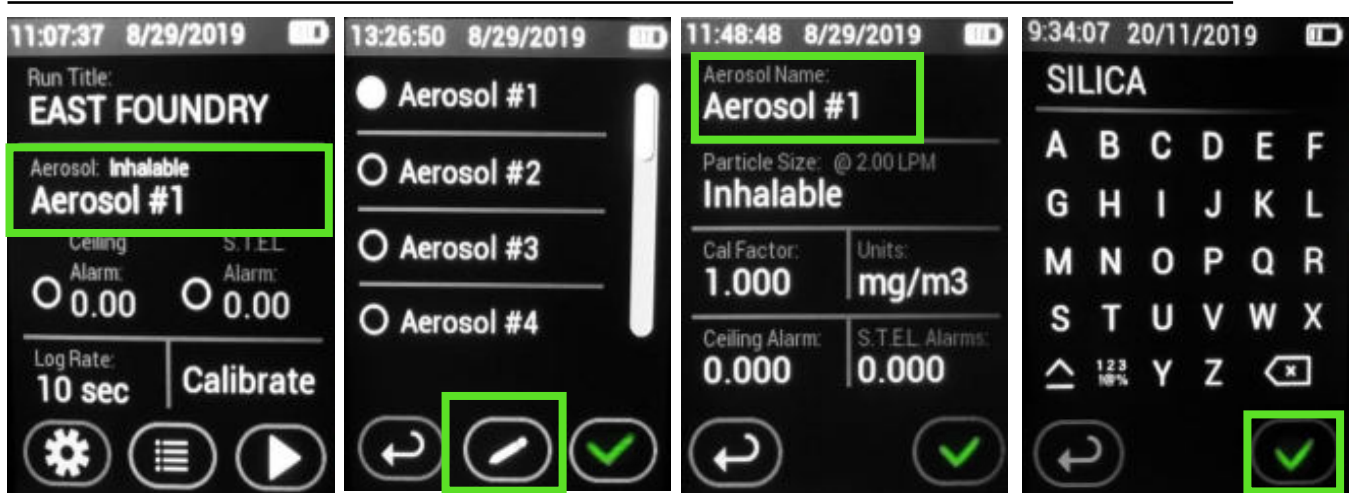 11:07:37 8/29/2019
Run Title:
EAST FOUNDRY
Aerosol: Inhalable
Aerosol #1
Ceiling S.T.E.L.
Alarm: Alarm:
0.00 0.00
Log Rate:
10 sec Calibrate
13:26:50 8/29/2019
Aerosol #1
Aerosol #2
Aerosol #3
Aerosol #4
11:48:48 8/29/2019
Aerosol Name:
Aerosol #1
Particle Size: @ 2.00 LPM
Inhalable
Cal Factor: Units:
1.000 mg/m3
Ceiling Alarm: S.T.E.L. Alarms:
0.000 0.000
9:34:07 20/11/2019
SILICA
A B C D E F
G H I J K L
M N O P Q R
S T U V W X
123 Y Z